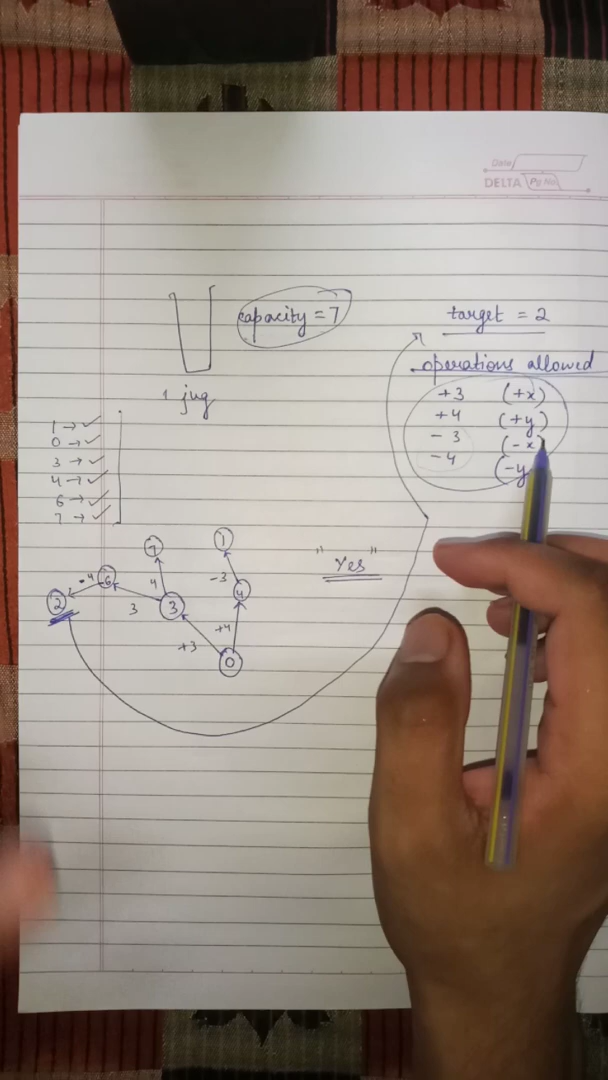 Date
DELTA Pg No
capacity = 7
target = 2
1 jug
operations allowed
+3 (+x)
+4 (+y)
-3 (-x)
-4 (-y
1 → ✓
0 → ✓
3 → ✓
4 → ✓
6 → ✓
7 → ✓
7 1
"Yes"
-4 6 4 -3 4
2 3 3 +4
+3 0